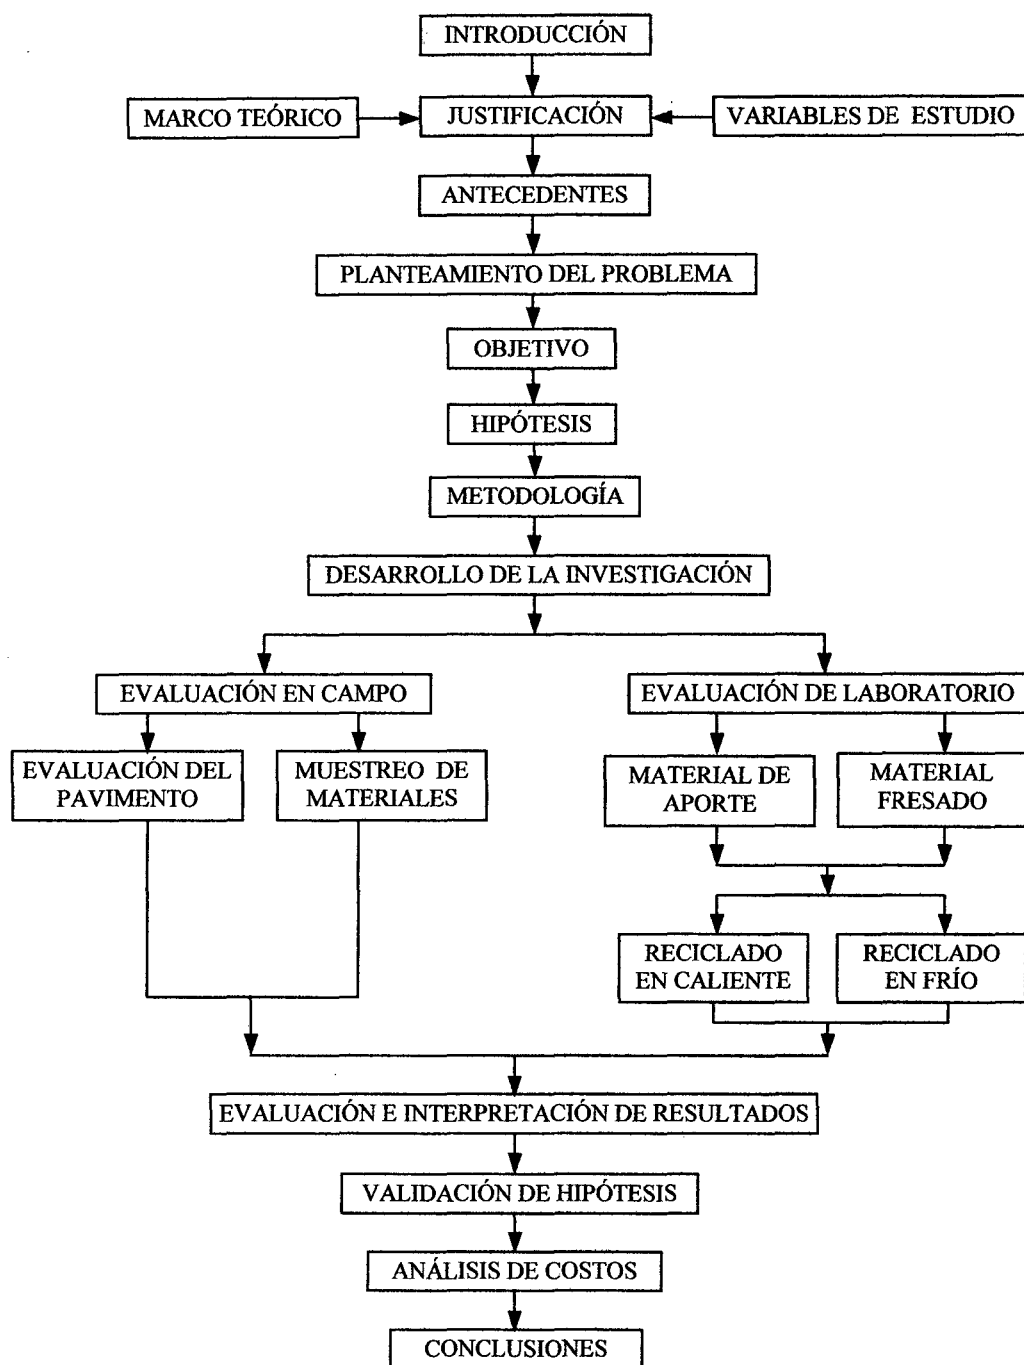 INTRODUCCIÓN
MARCO TEÓRICO
JUSTIFICACIÓN
VARIABLES DE ESTUDIO
ANTECEDENTES
PLANTEAMIENTO DEL PROBLEMA
OBJETIVO
HIPÓTESIS
METODOLOGÍA
DESARROLLO DE LA INVESTIGACIÓN
EVALUACIÓN EN CAMPO
EVALUACIÓN DE LABORATORIO
EVALUACIÓN DEL
PAVIMENTO
MUESTREO DE
MATERIALES
MATERIAL DE
APORTE
MATERIAL
FRESADO
RECICLADO
EN CALIENTE
RECICLADO
EN FRÍO
EVALUACIÓN E INTERPRETACIÓN DE RESULTADOS
VALIDACIÓN DE HIPÓTESIS
ANÁLISIS DE COSTOS
CONCLUSIONES